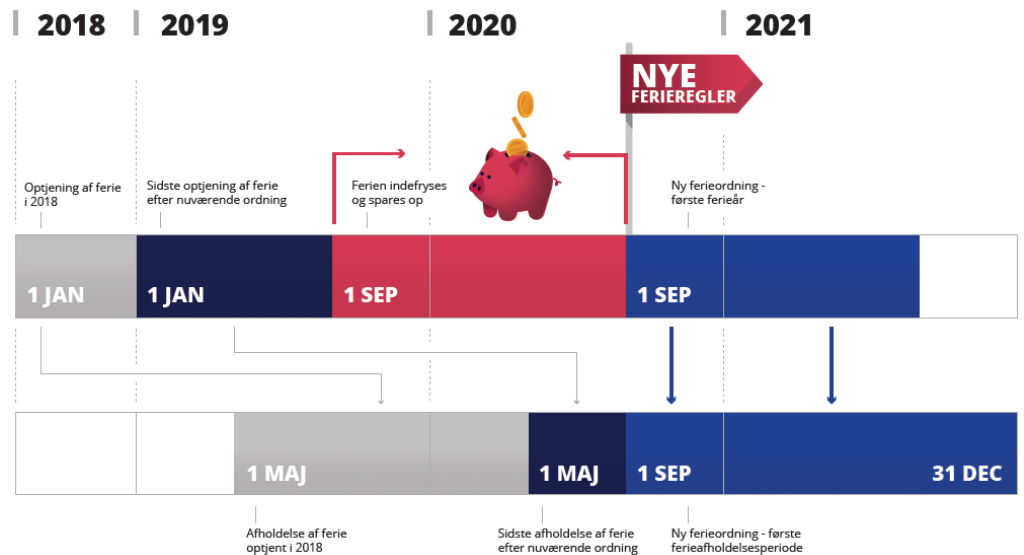 2018
2019
2020
2021
NYE
FERIEREGLER
Optjening af ferie
i 2018
Sidste optjening af ferie
efter nuværende ordning
Ferien indefryses
og spares op
Ny ferieordning -
første ferieår
1 JAN
1 JAN
1 SEP
1 SEP
1 MAJ
1 MAJ
1 SEP
31 DEC
Afholdelse af ferie
optjent i 2018
Sidste afholdelse af ferie
efter nuværende ordning
Ny ferieordning - første
ferieafholdelsesperiode